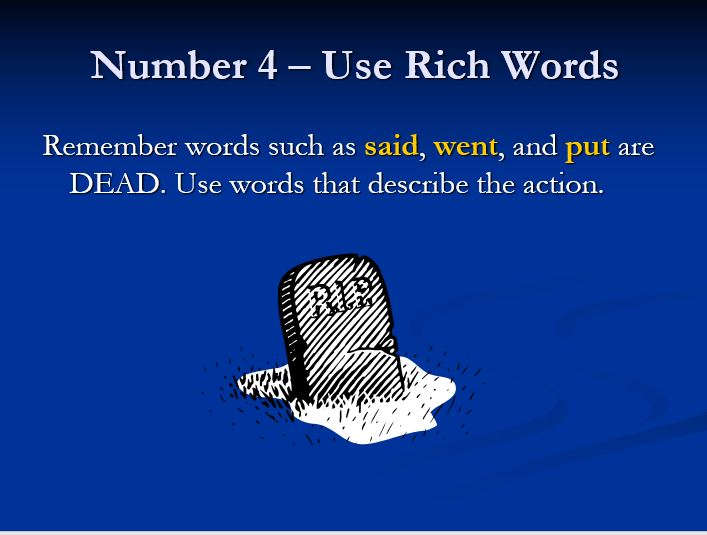 Number 4 – Use Rich Words
Remember words such as said, went, and put are
DEAD. Use words that describe the action.
RIP